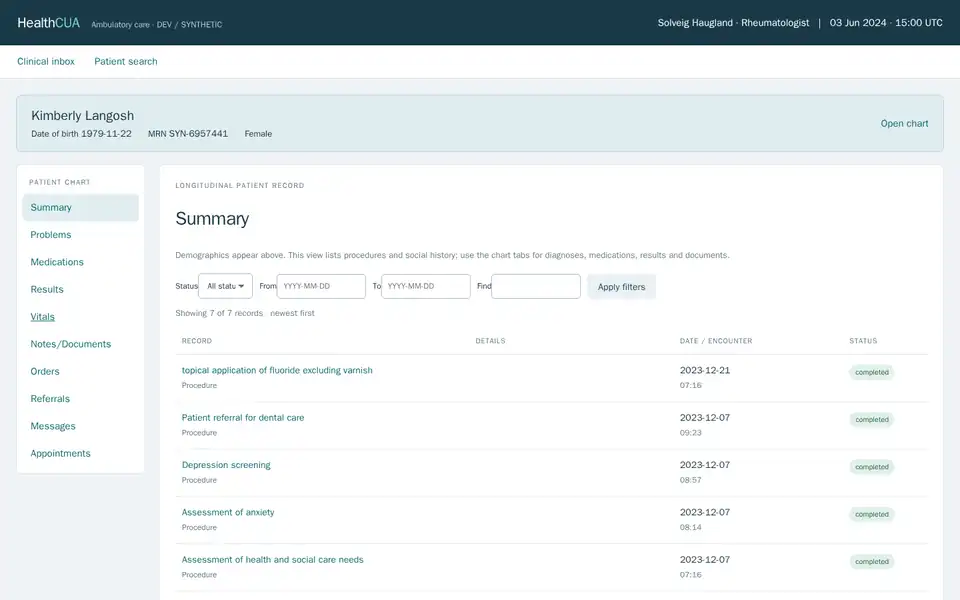 HealthCUA Ambulatory care · DEV / SYNTHETIC Solveig Haugland · Rheumatologist | 03 Jun 2024 · 15:00 UTC
Clinical inbox Patient search
Kimberly Langosh
Date of birth 1979-11-22 MRN SYN-6957441 Female
Open chart
PATIENT CHART
Summary
Problems
Medications
Results
Vitals
Notes/Documents
Orders
Referrals
Messages
Appointments
LONGITUDINAL PATIENT RECORD
Summary
Demographics appear above. This view lists procedures and social history; use the chart tabs for diagnoses, medications, results and documents.
Status All statu From YYYY-MM-DD To YYYY-MM-DD Find Apply filters
Showing 7 of 7 records newest first
RECORD DETAILS DATE / ENCOUNTER STATUS
topical application of fluoride excluding varnish 2023-12-21 completed
Procedure 07:16
Patient referral for dental care 2023-12-07 completed
Procedure 09:23
Depression screening 2023-12-07 completed
Procedure 08:57
Assessment of anxiety 2023-12-07 completed
Procedure 08:14
Assessment of health and social care needs 2023-12-07 completed
Procedure 07:16